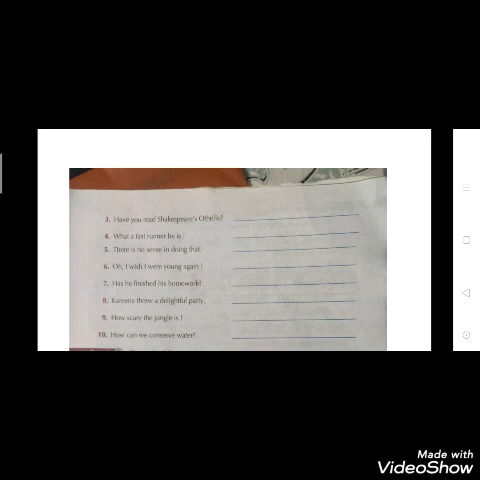 3. Have you read Shakespeare's Othello?
4. What a fast runner he is !
5. There is no sense in doing that.
6. Oh, I wish I were young again !
7. Has he finished his homework?
8. Kareena threw a delightful party.
9. How scary the jungle is !
10. How can we conserve water?
Made with
VideoShow